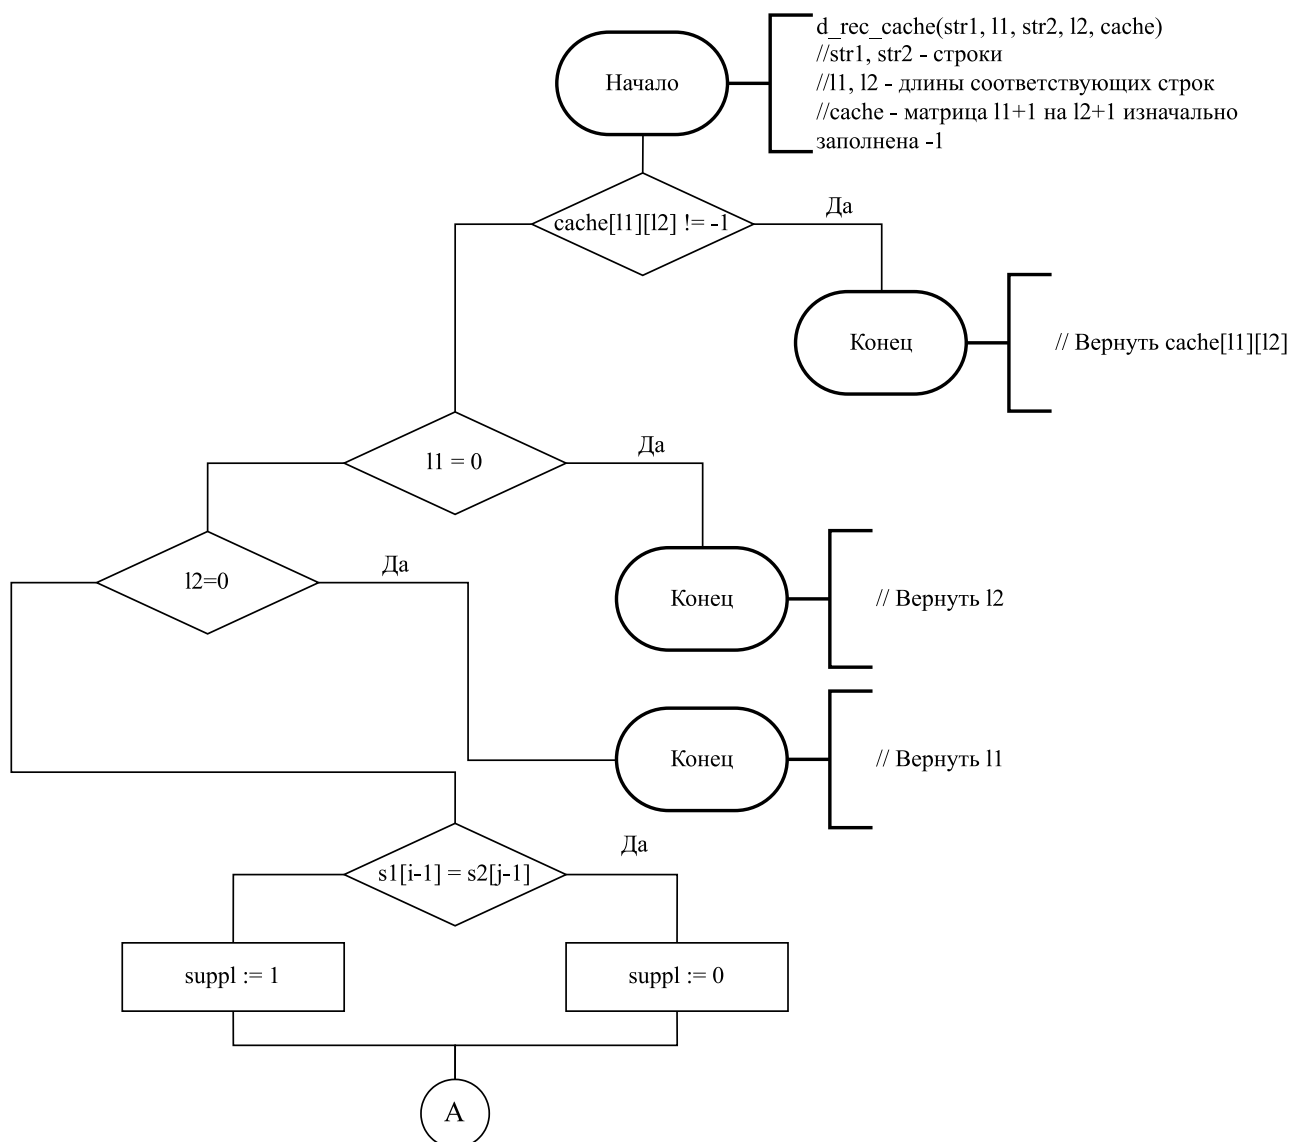 Начало
d_rec_cache(str1, l1, str2, l2, cache)
//str1, str2 - строки
//l1, l2 - длины соответствующих строк
//cache - матрица l1+1 на l2+1 изначально
заполнена -1
cache[l1][l2] != -1
Да
Конец
// Вернуть cache[l1][l2]
l1 = 0
Да
l2=0
Да
Конец
// Вернуть l2
Конец
// Вернуть l1
s1[i-1] = s2[j-1]
Да
suppl := 1
suppl := 0
A